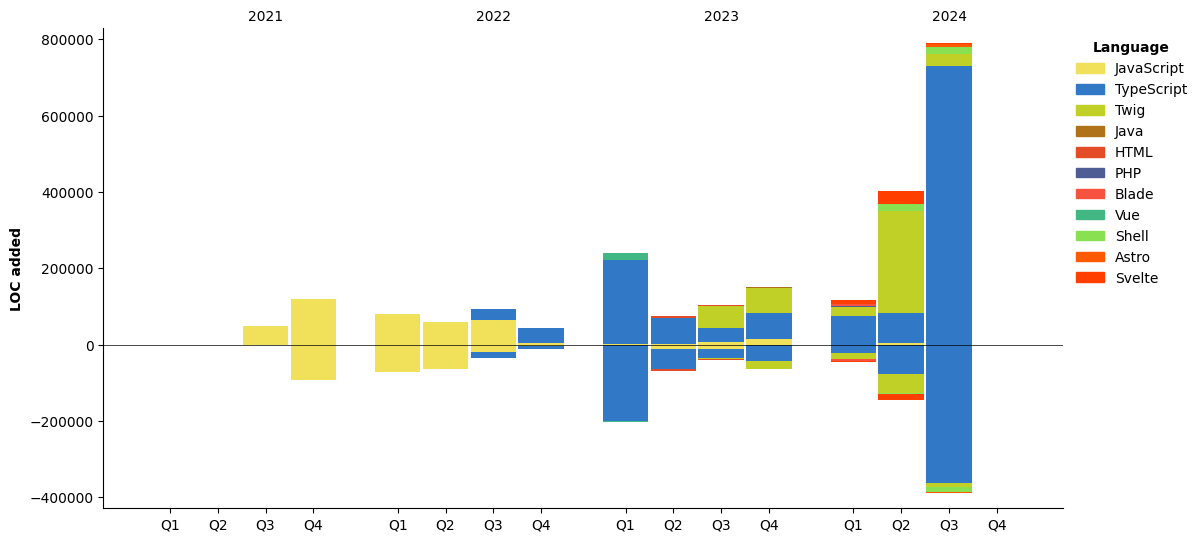 2021 2022 2023 2024
LOC added
800000
600000
400000
200000
0
−200000
−400000
Q1 Q2 Q3 Q4 Q1 Q2 Q3 Q4 Q1 Q2 Q3 Q4 Q1 Q2 Q3 Q4
Language
JavaScript
TypeScript
Twig
Java
HTML
PHP
Blade
Vue
Shell
Astro
Svelte